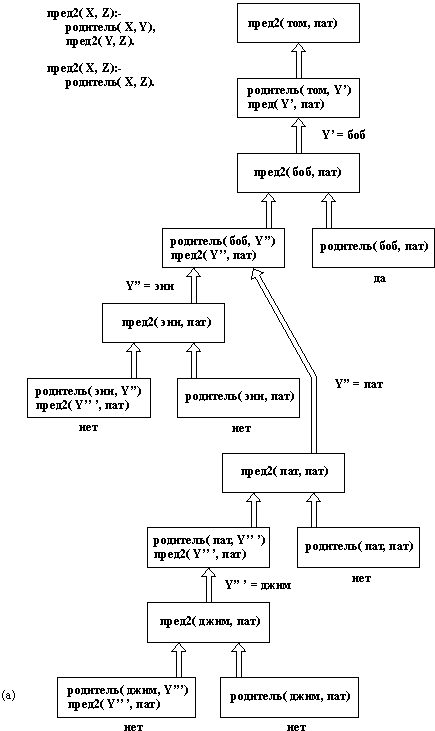 пред2( X, Z):-
родитель( X, Y),
пред2( Y, Z).
пред2( X, Z):-
родитель( X, Z).
пред2( том, пат)
родитель( том, Y’)
пред( Y’, пат)
Y’ = боб
пред2( боб, пат)
родитель( боб, Y’’)
пред2( Y’’, пат)
родитель( боб, пат)
да
Y’’ = энн
пред2( энн, пат)
родитель( энн, Y’’)
пред2( Y’’ ’, пат)
нет
родитель( энн, пат)
нет
Y’’ = пат
пред2( пат, пат)
родитель( пат, Y’’ ’)
пред2( Y’’ ’, пат)
родитель( пат, пат)
нет
Y’’ ’ = джим
пред2( джим, пат)
(а)
родитель( джим, Y’’’)
пред2( Y’’ ’, пат)
нет
родитель( джим, пат)
нет